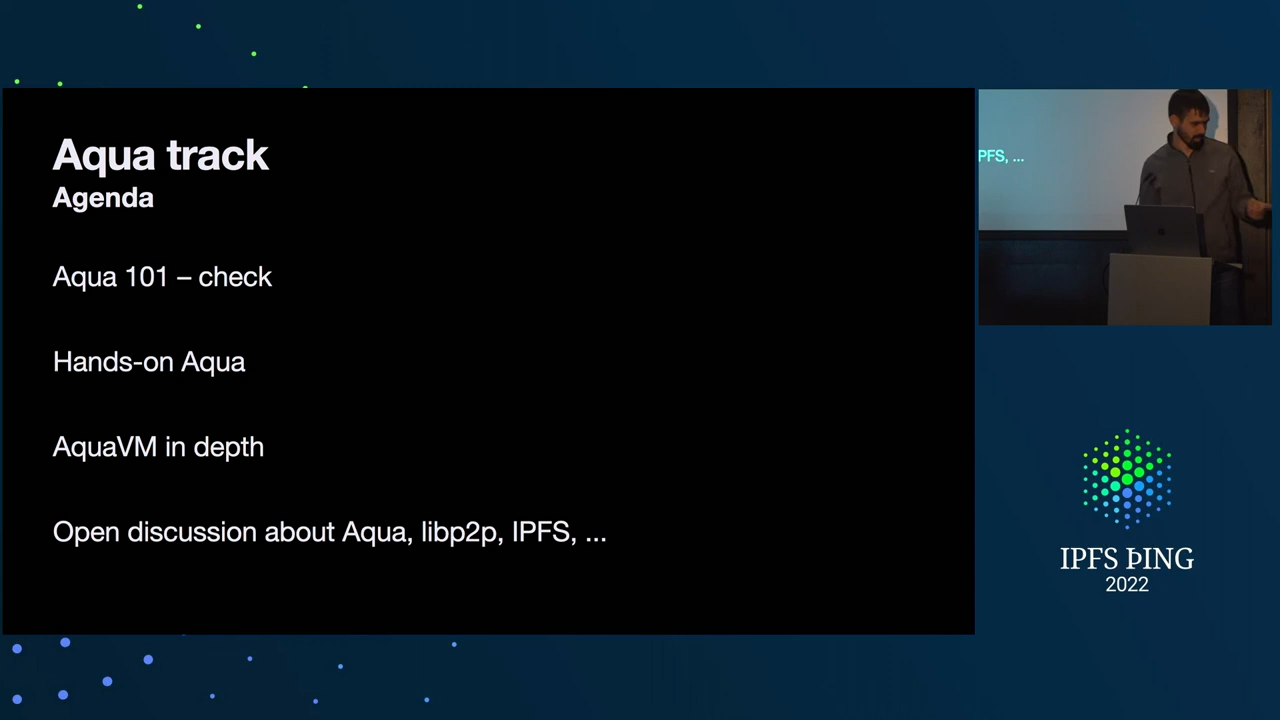 Aqua track
Agenda
Aqua 101 – check
Hands-on Aqua
AquaVM in depth
Open discussion about Aqua, libp2p, IPFS, ...
PFS, ...
IPFS ÞING
2022